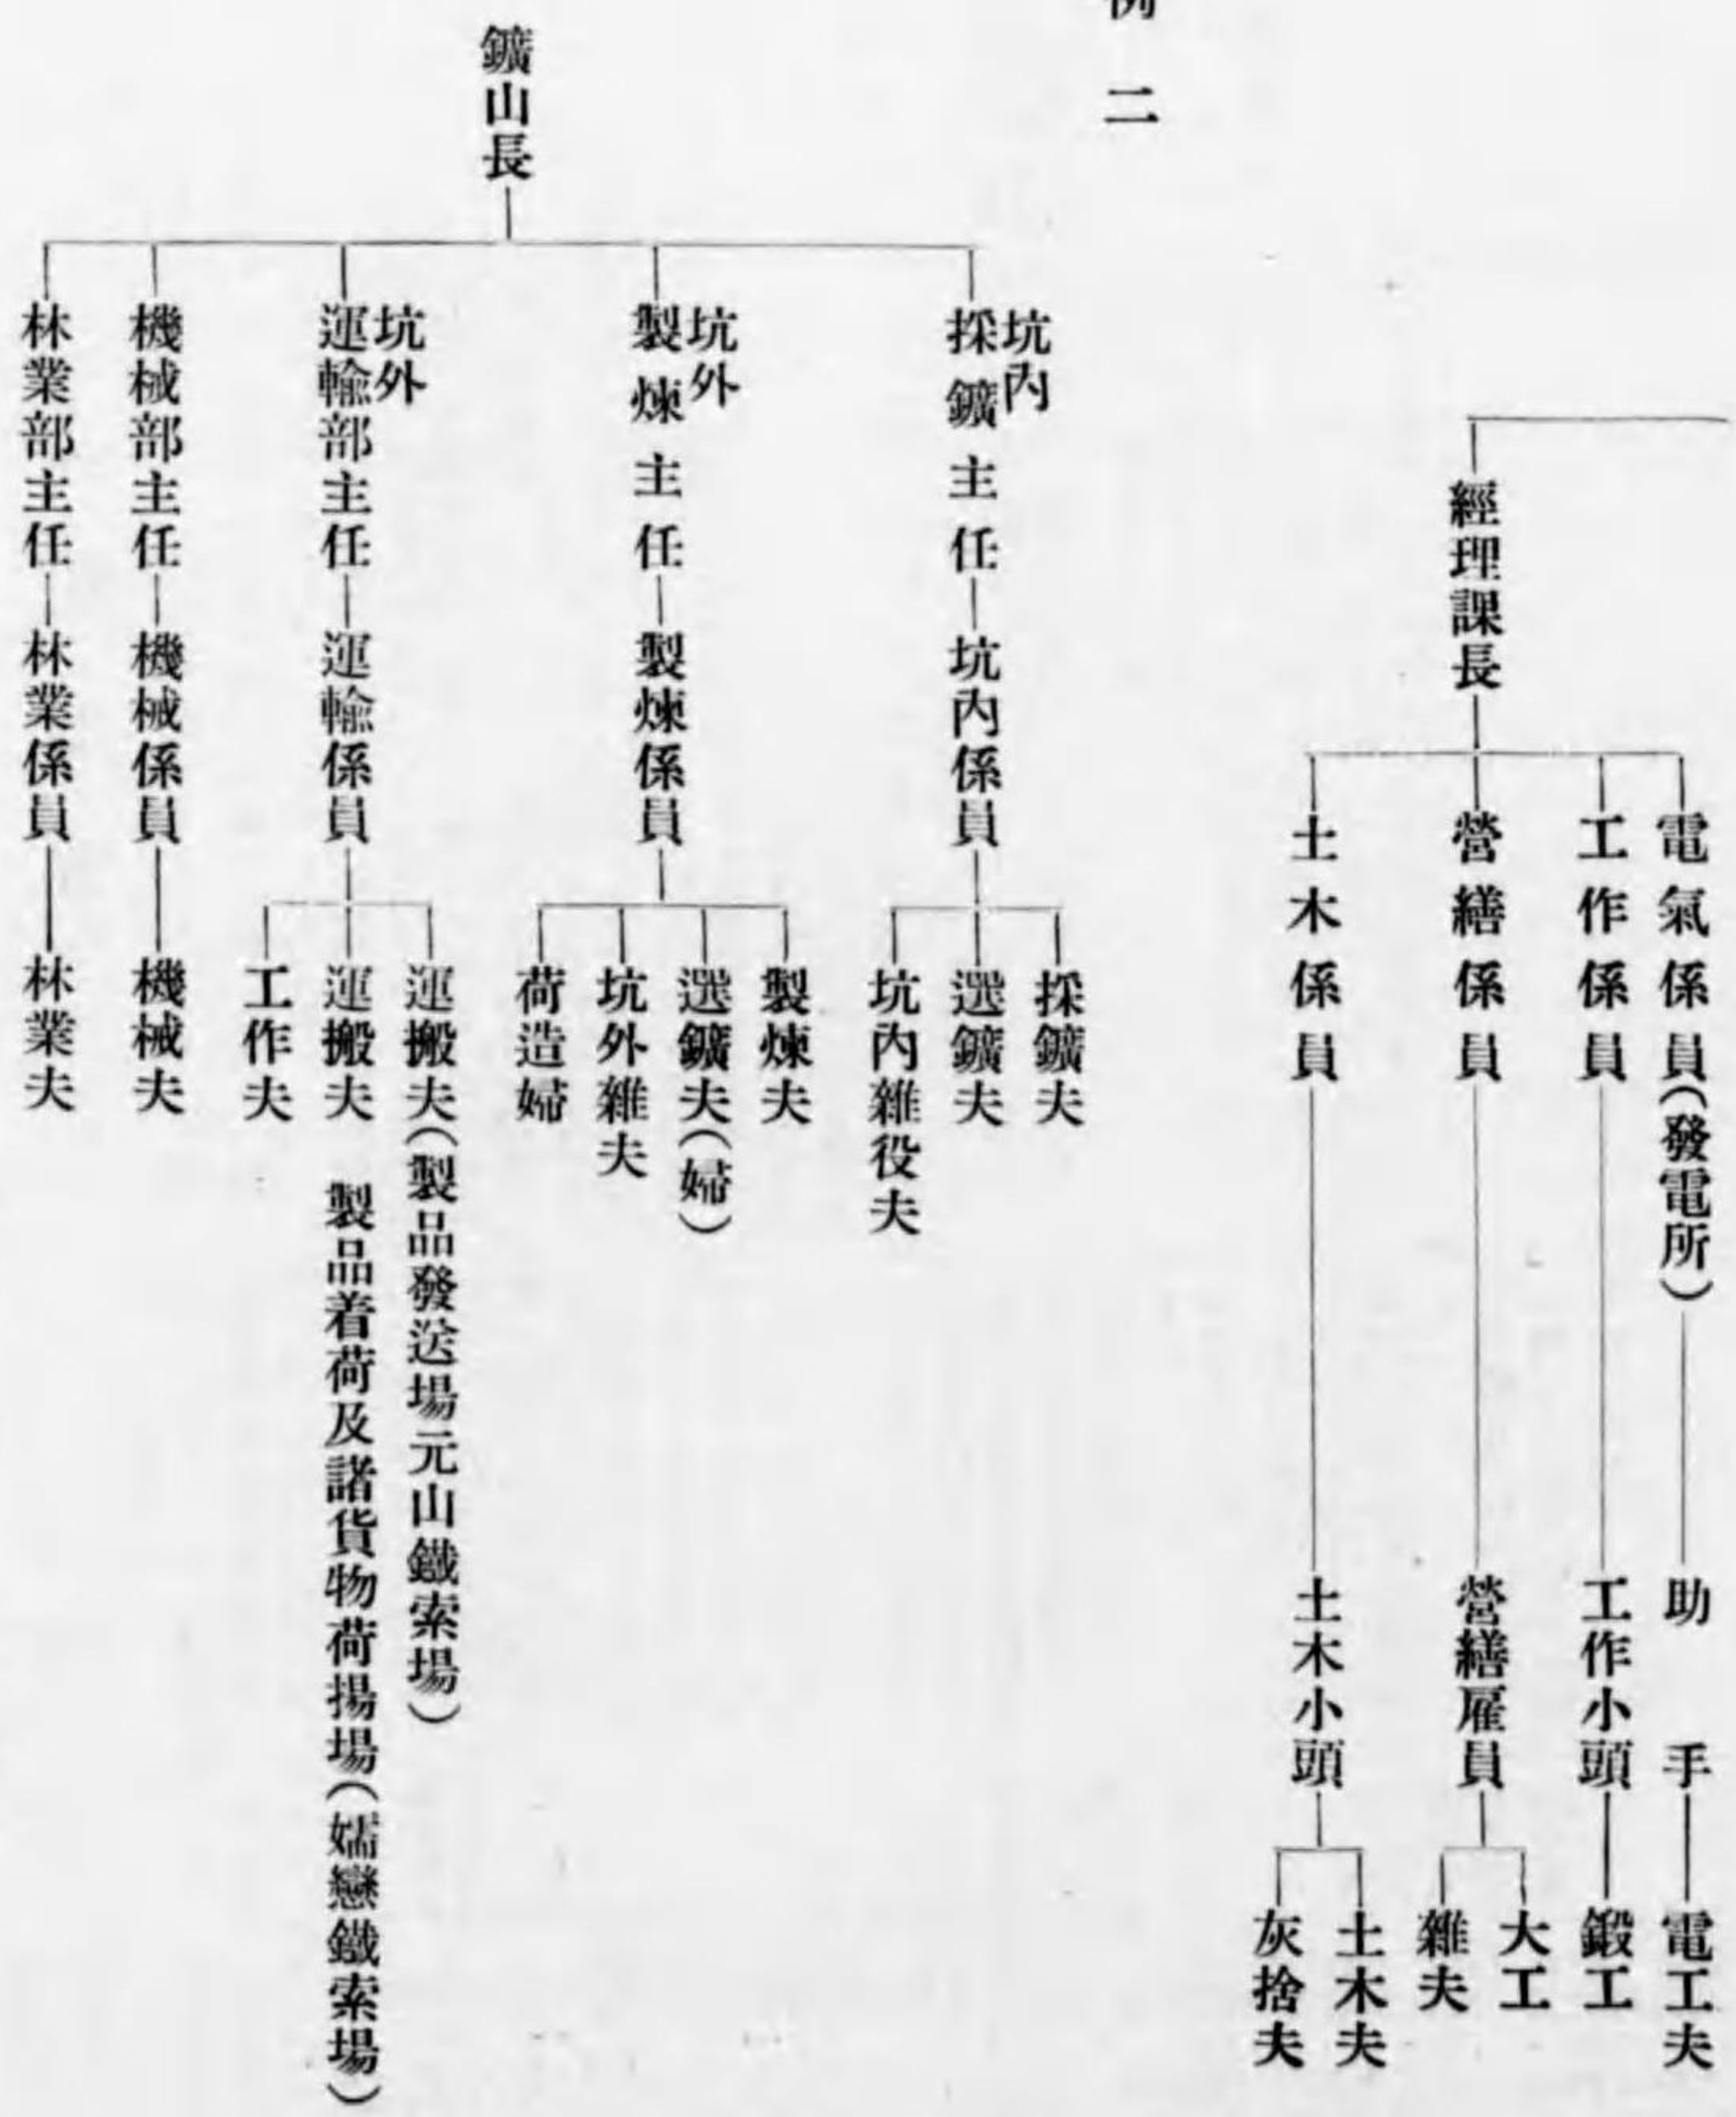 經理課長
電氣係員(發電所)
助手
電工夫
工作係員
工作小頭
鍛工
營繕係員
營繕雇員
大工
雜夫
土木係員
土木小頭
土木夫
灰捨夫
例二
鑛山長
坑內
採鑛主任
坑內係員
採鑛夫
選鑛夫
坑內雜役夫
坑外
製煉主任
製煉係員
製煉夫
選鑛夫(婦)
坑外雜夫
荷造婦
坑外
運輸部主任
運輸係員
運搬夫(製品發送場元山鐵索場)
運搬夫 製品着荷及諸貨物荷揚場(嬬戀鐵索場)
工作夫
機械部主任
機械係員
機械夫
林業部主任
林業係員
林業夫